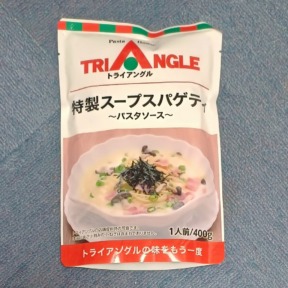 TRIANGLE
トライアングル
特製スープスパゲティ
〜パスタソース〜
1人前/400g
トライアングルの味をもう一度